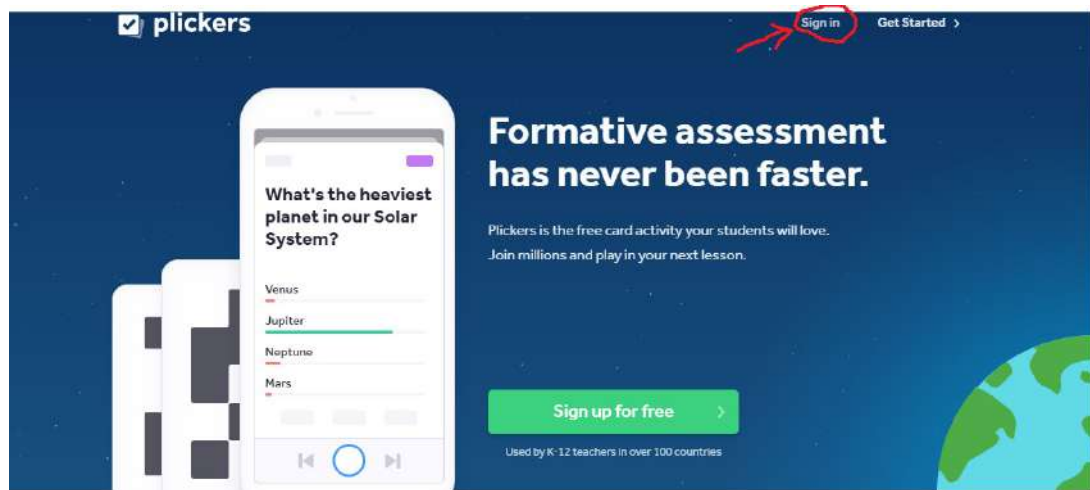 plickers
Sign in
Get Started >
Formative assessment
has never been faster.
Plickers is the free card activity your students will love.
Join millions and play in your next lesson.
What's the heaviest
planet in our Solar
System?
Venus
Jupiter
Neptune
Mars
Sign up for free >
Used by K-12 teachers in over 100 countries